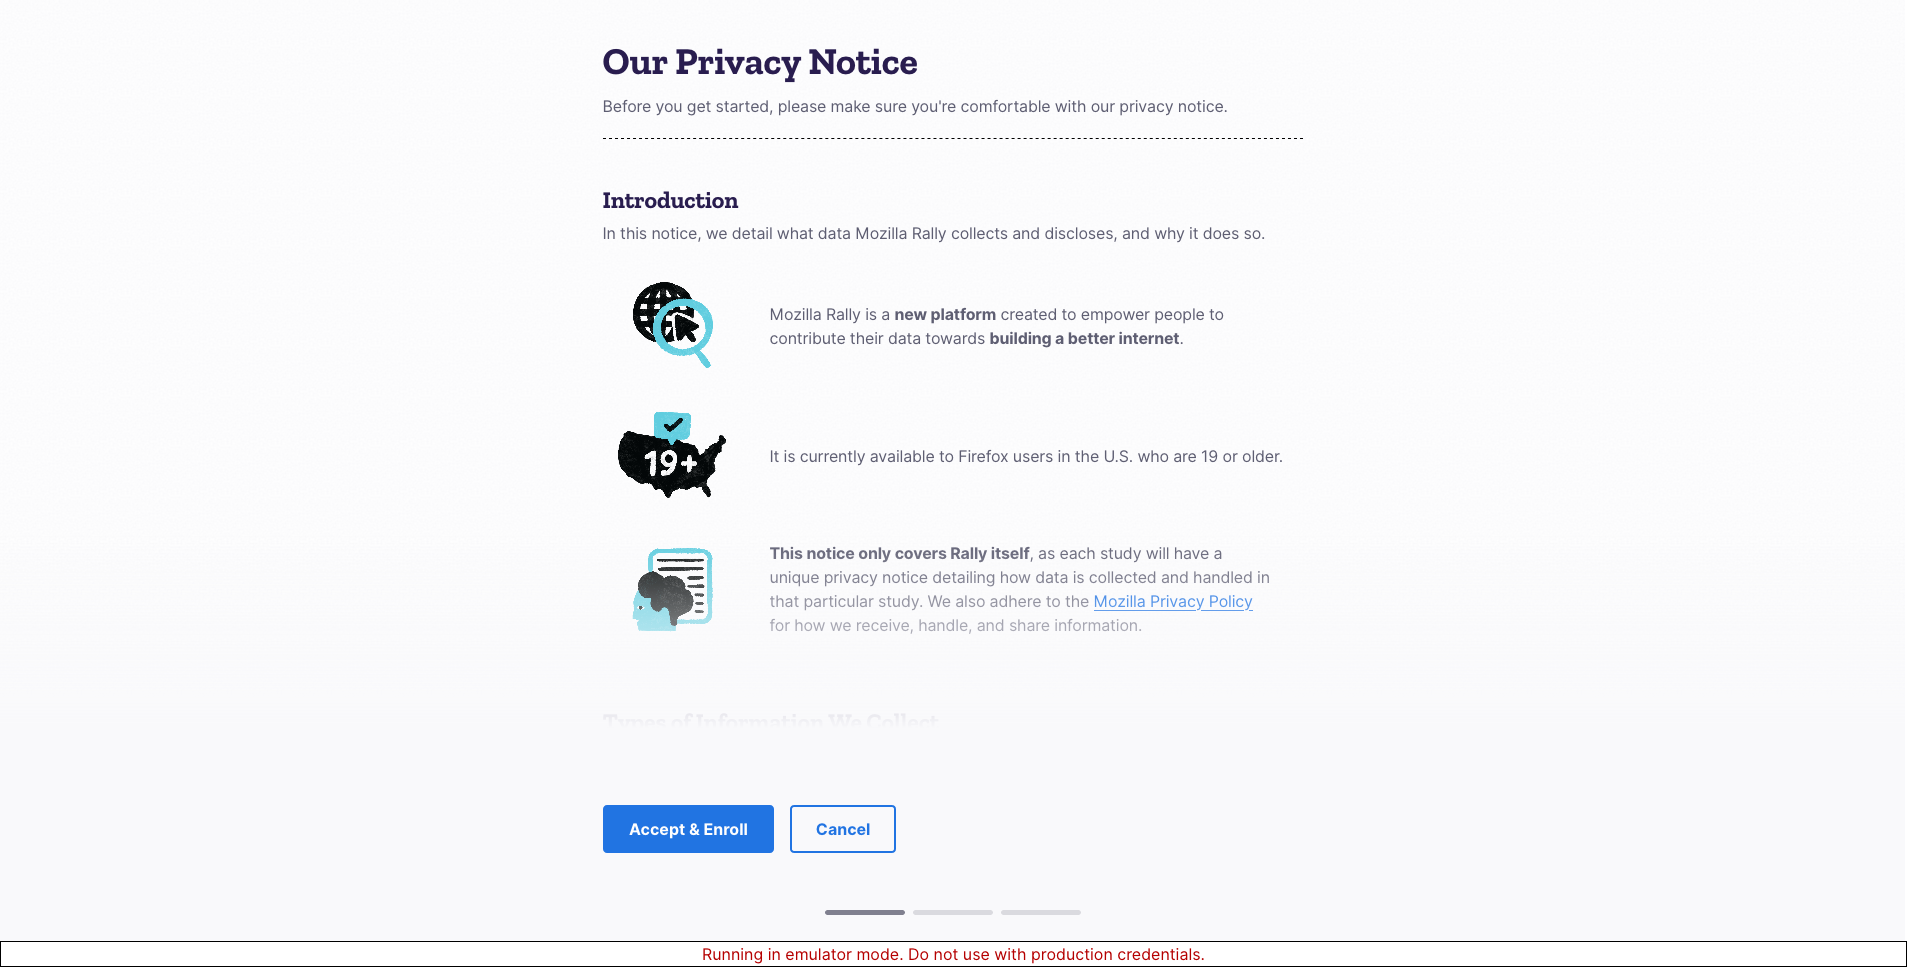 Our Privacy Notice
Before you get started, please make sure you're comfortable with our privacy notice.
Introduction
In this notice, we detail what data Mozilla Rally collects and discloses, and why it does so.
Mozilla Rally is a new platform created to empower people to
contribute their data towards building a better internet.
19+
It is currently available to Firefox users in the U.S. who are 19 or older.
This notice only covers Rally itself, as each study will have a
unique privacy notice detailing how data is collected and handled in
that particular study. We also adhere to the Mozilla Privacy Policy
for how we receive, handle, and share information.
Types of Information We Collect
Accept & Enroll
Cancel
Running in emulator mode. Do not use with production credentials.